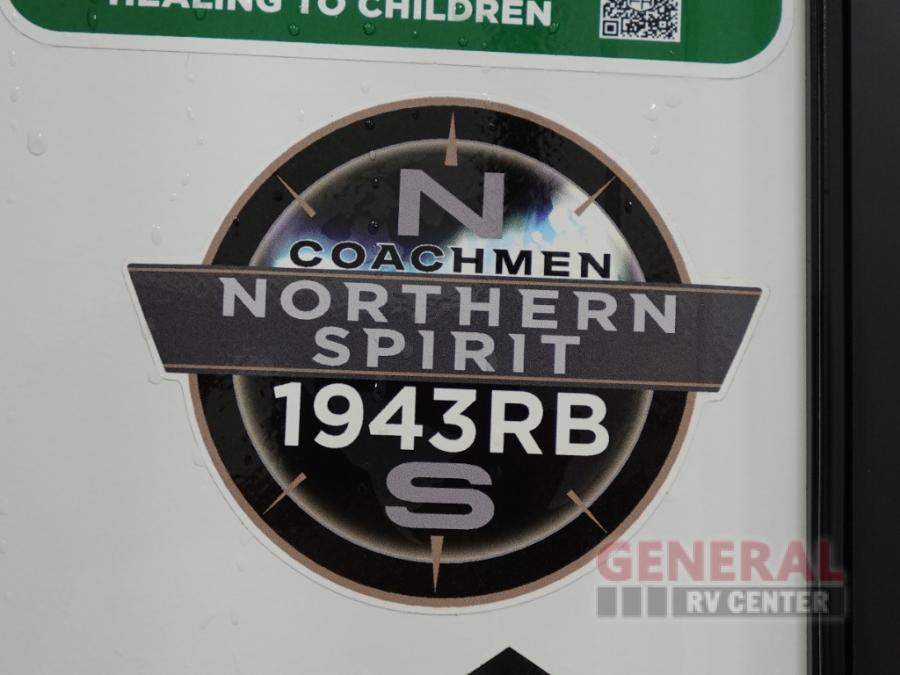 HEALING TO CHILDREN
N
COACHMEN
NORTHERN
SPIRIT
1943RB
S
GENERAL
RV CENTER